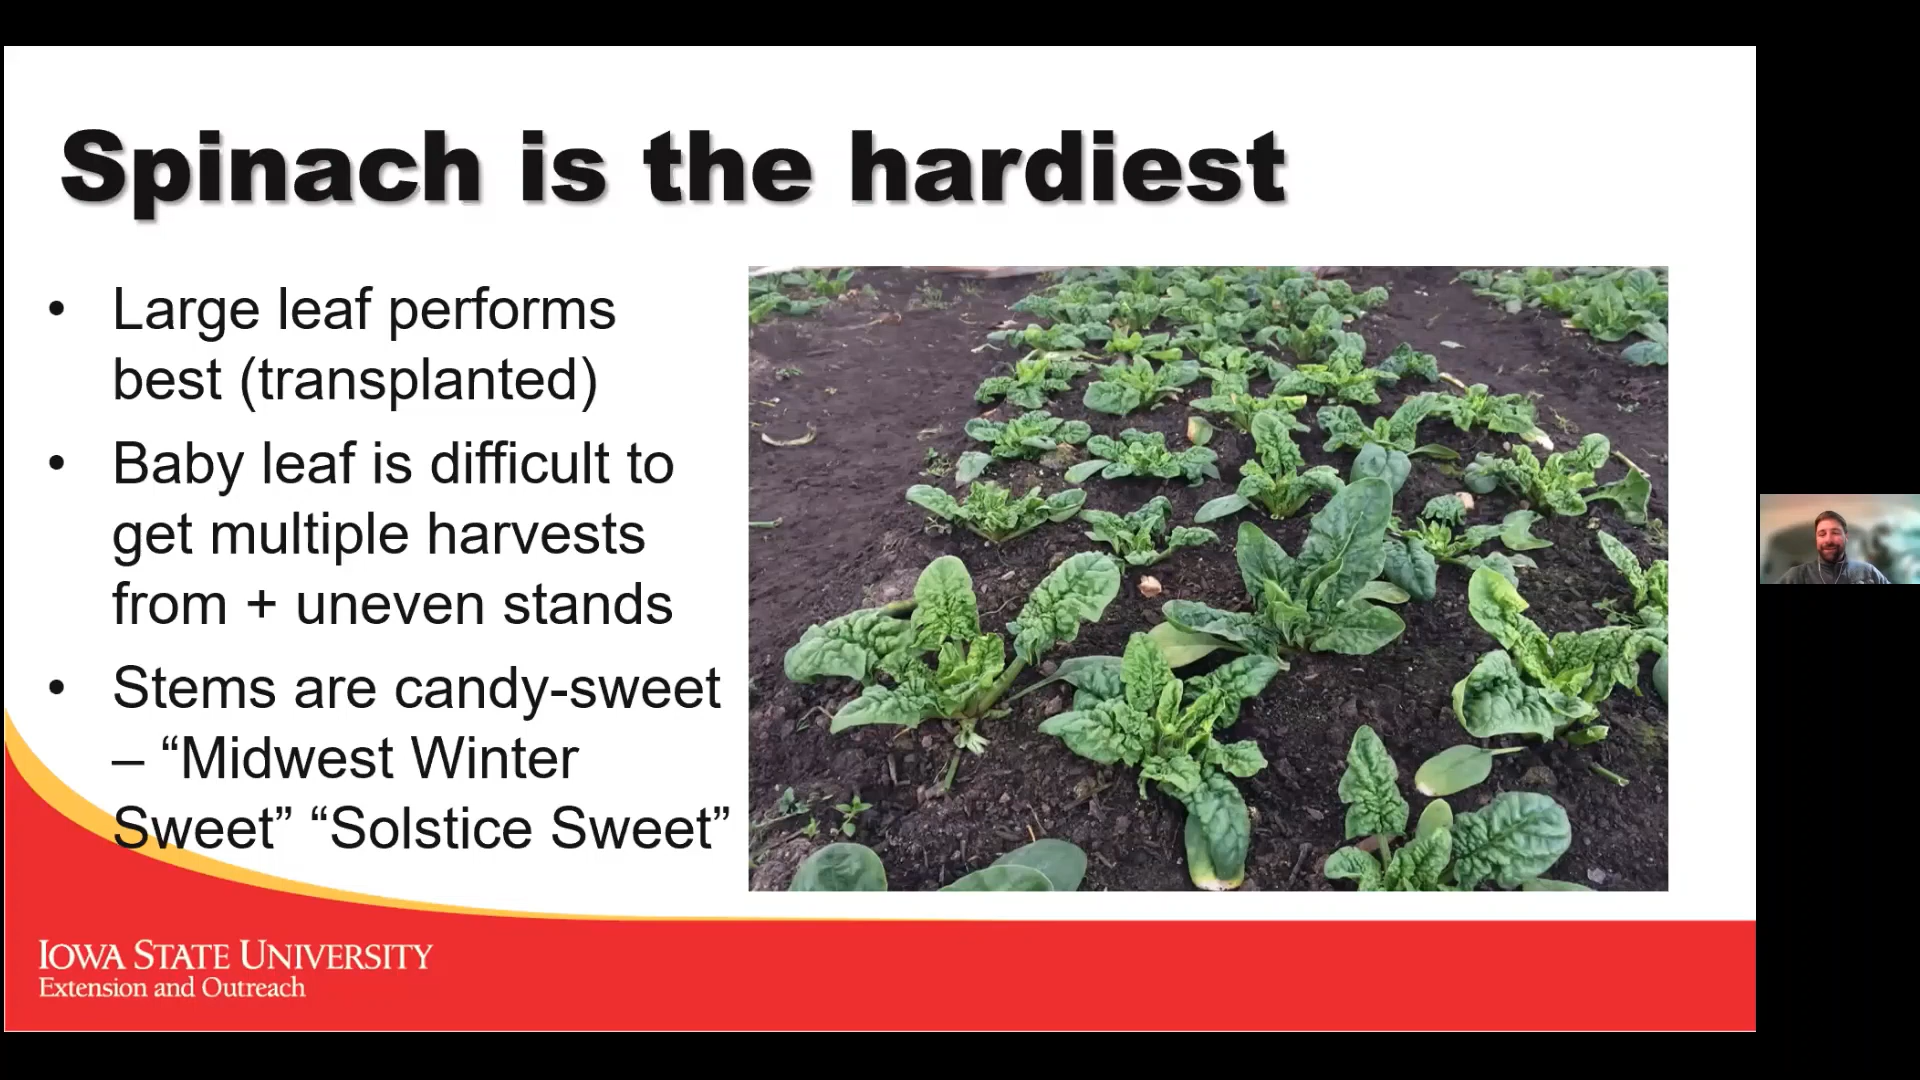 Spinach is the hardiest
• Large leaf performs
best (transplanted)
• Baby leaf is difficult to
get multiple harvests
from + uneven stands
• Stems are candy-sweet
– “Midwest Winter
Sweet” “Solstice Sweet”
IOWA STATE UNIVERSITY
Extension and Outreach